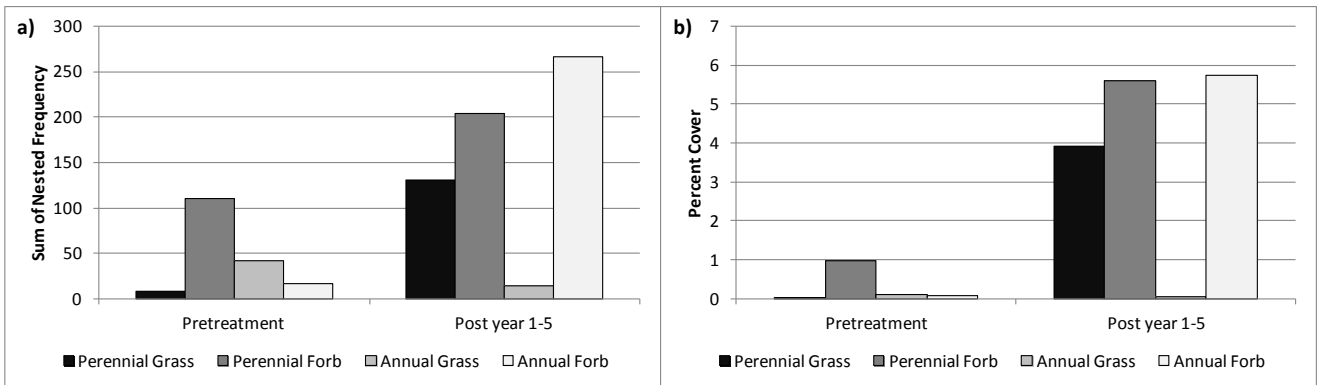 a)
Sum of Nested Frequency
300
250
200
150
100
50
0
Pretreatment
Post year 1-5
Perennial Grass
Perennial Forb
Annual Grass
Annual Forb
b)
Percent Cover
7
6
5
4
3
2
1
0
Pretreatment
Post year 1-5
Perennial Grass
Perennial Forb
Annual Grass
Annual Forb